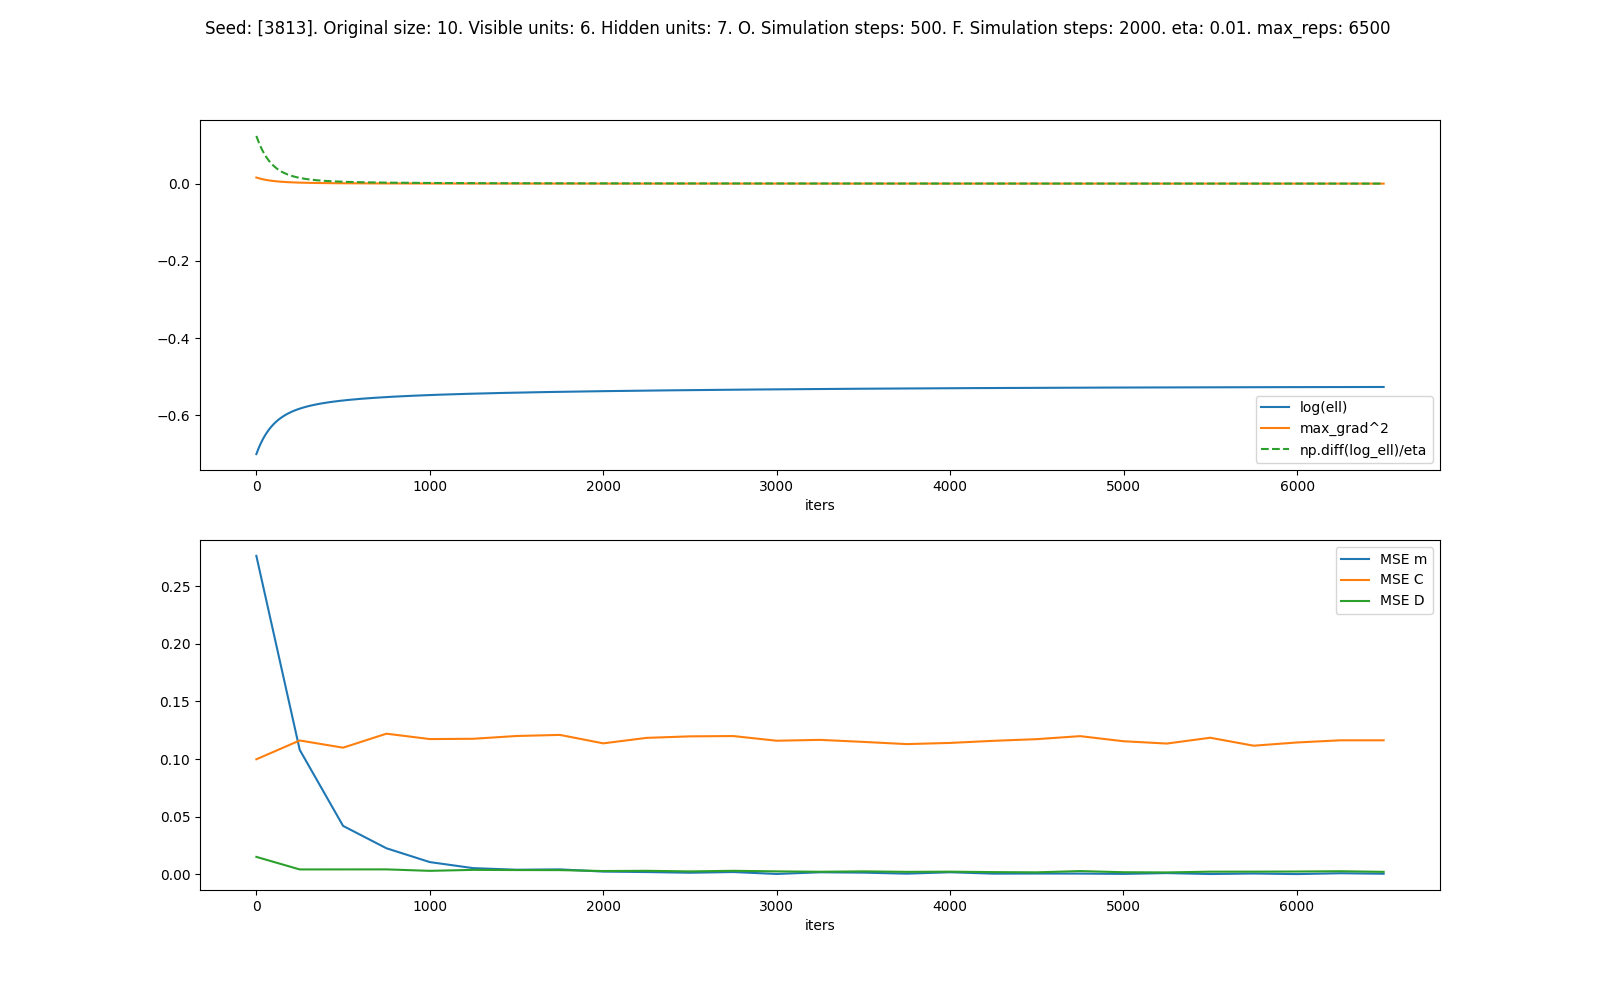 Seed: [3813]. Original size: 10. Visible units: 6. Hidden units: 7. O. Simulation steps: 500. F. Simulation steps: 2000. eta: 0.01. max_reps: 6500
0.0
−0.2
−0.4
−0.6
log(ell)
max_grad^2
np.diff(log_ell)/eta
0 1000 2000 3000 4000 5000 6000
iters
0.25
0.20
0.15
0.10
0.05
0.00
MSE m
MSE C
MSE D
0 1000 2000 3000 4000 5000 6000
iters